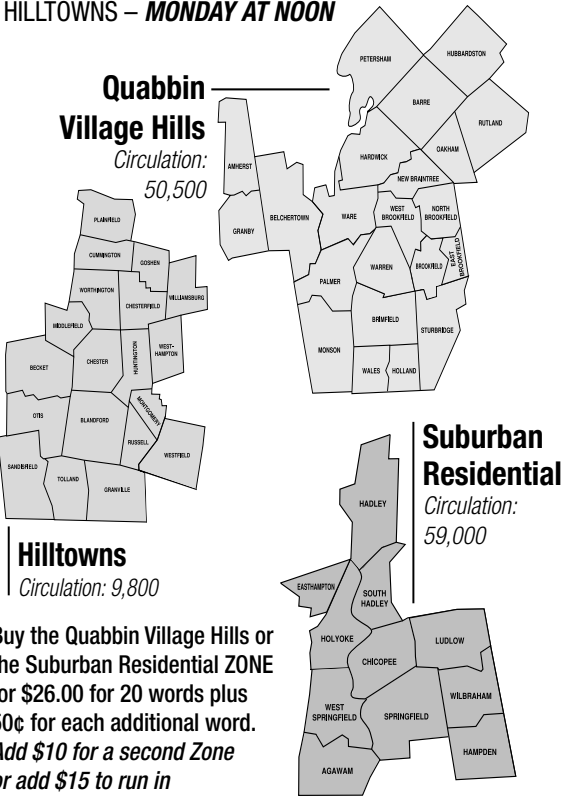 HILLTOWNS – MONDAY AT NOON
Quabbin
Village Hills
Circulation:
50,500
PETERSHAM
HUBBARDSTON
BARRE
RUTLAND
OAKHAM
HARDWICK
NEW BRAINTREE
AMHERST
BELCHERTOWN
WARE
WEST
BROOKFIELD
NORTH
BROOKFIELD
GRANBY
EAST
BROOKFIELD
PALMER
WARREN
BROOKFIELD
BRIMFIELD
STURBRIDGE
MONSON
WALES
HOLLAND
PLAINFIELD
CUMMINGTON
GOSHEN
WORTHINGTON
CHESTERFIELD
WILLIAMSBURG
MIDDLEFIELD
WEST-
HAMPTON
HUNTINGTON
CHESTER
BECKET
MONTGOMERY
OTIS
BLANDFORD
RUSSELL
WESTFIELD
SANDISFIELD
TOLLAND
GRANVILLE
Hilltowns
Circulation: 9,800
Suburban
Residential
Circulation:
59,000
HADLEY
EASTHAMPTON
SOUTH
HADLEY
HOLYOKE
LUDLOW
CHICOPEE
WILBRAHAM
WEST
SPRINGFIELD
SPRINGFIELD
HAMPDEN
AGAWAM
Buy the Quabbin Village Hills or
the Suburban Residential ZONE
for $26.00 for 20 words plus
50¢ for each additional word.
Add $10 for a second Zone
or add $15 to run in